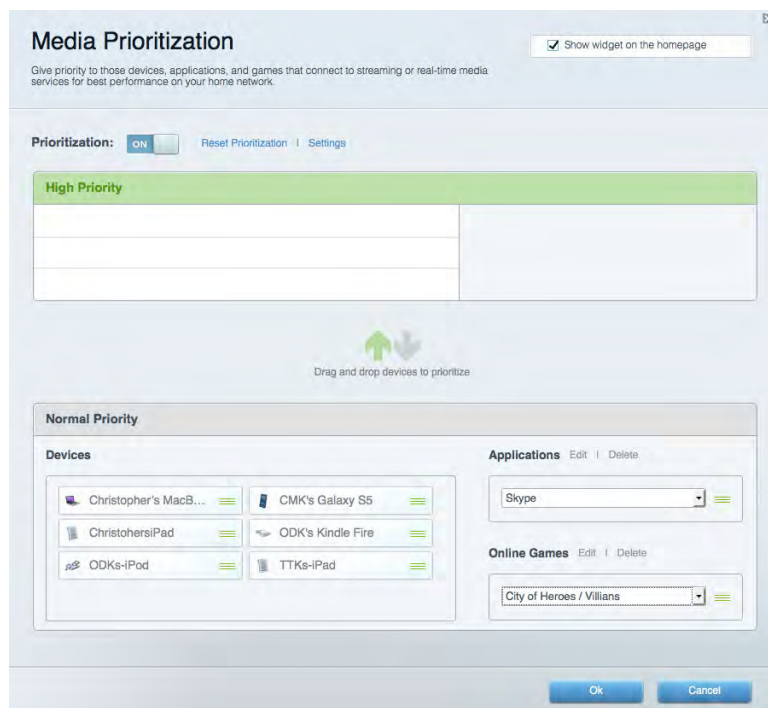 Media Prioritization
Show widget on the homepage
Give priority to those devices, applications, and games that connect to streaming or real-time media
services for best performance on your home network.
Prioritization: ON Reset Prioritization | Settings
High Priority
Drag and drop devices to prioritize
Normal Priority
Devices
Christopher's MacB...
CMK's Galaxy S5
ChristohersiPad
ODK's Kindle Fire
ODKs-iPod
TTKs-iPad
Applications Edit | Delete
Skype
Online Games Edit | Delete
City of Heroes / Villians
Ok
Cancel